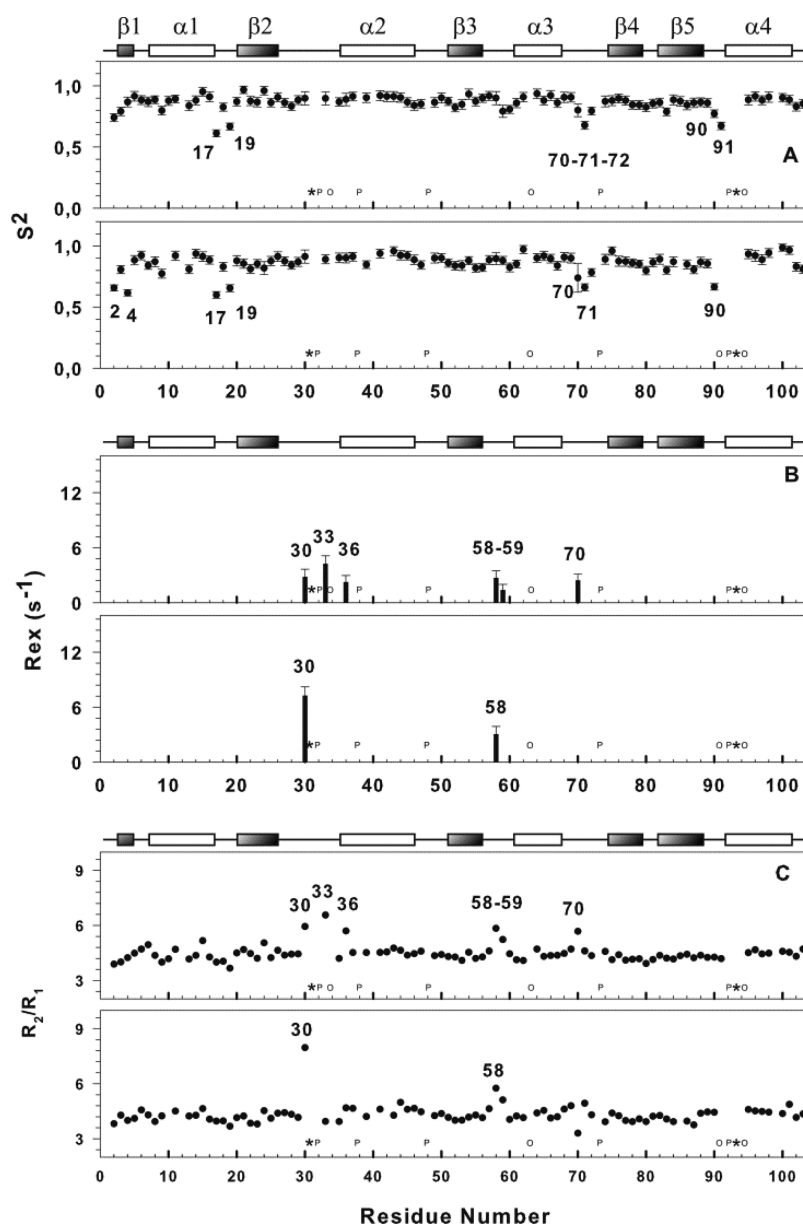 β1 α1 β2 α2 β3 α3 β4 β5 α4
1,0
0,5
0,0
17 19 70-71-72 90 91 A
* P O P P O P P * O
S2
1,0
0,5
0,0
2 4 17 19 70 71 90
* P P P O P O P * O
0 10 20 30 40 50 60 70 80 90 100
B
12
6
0
30 33 36 58-59 70
* P O P P O P P * O
Rex (s-1)
12
6
0
30 58
* P P P O P O P * O
0 10 20 30 40 50 60 70 80 90 100
C
9
6
3
30 33 36 58-59 70
* P O P P O P P * O
R2/R1
9
6
3
30 58
* P P P O P O P * O
0 10 20 30 40 50 60 70 80 90 100
Residue Number